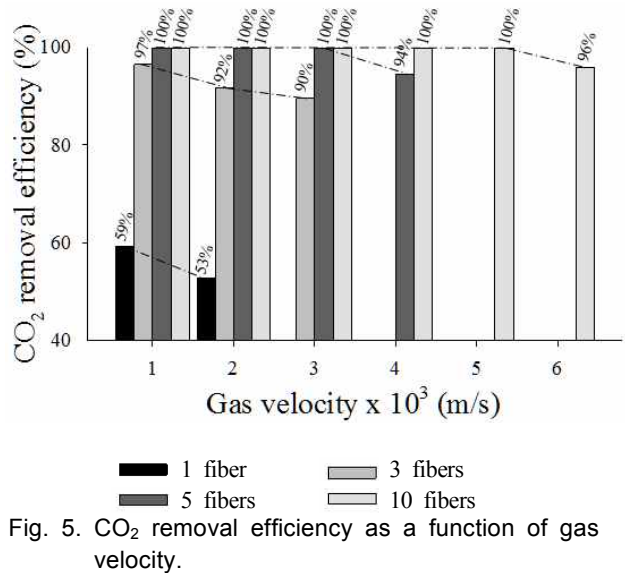 97%
100%
100%
100%
100%
100%
100%
100%
100%
92%
90%
94%
96%
59%
53%
100
80
60
40
CO₂ removal efficiency (%)
1 2 3 4 5 6
Gas velocity x 10³ (m/s)
1 fiber 3 fibers
5 fibers 10 fibers
Fig. 5. CO₂ removal efficiency as a function of gas
velocity.